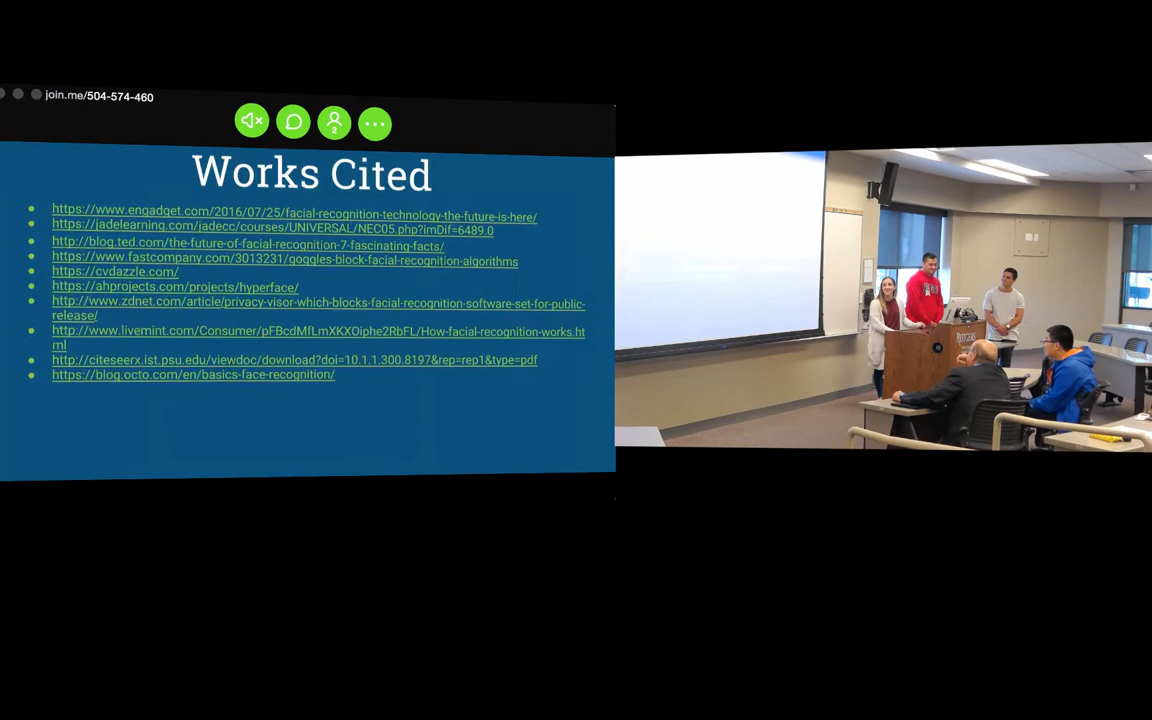 join.me/504-574-460
2
Works Cited
https://www.engadget.com/2016/07/25/facial-recognition-technology-the-future-is-here/
https://jadelearning.com/jadecc/courses/UNIVERSAL/NEC05.php?imDif=6489.0
http://blog.ted.com/the-future-of-facial-recognition-7-fascinating-facts/
https://www.fastcompany.com/3013231/goggles-block-facial-recognition-algorithms
https://cvdazzle.com/
https://ahprojects.com/projects/hyperface/
http://www.zdnet.com/article/privacy-visor-which-blocks-facial-recognition-software-set-for-public-
release/
http://www.livemint.com/Consumer/pFBcdMfLmXKXOiphe2RbFL/How-facial-recognition-works.ht
ml
http://citeseerx.ist.psu.edu/viewdoc/download?doi=10.1.1.300.8197&rep=rep1&type=pdf
https://blog.octo.com/en/basics-face-recognition/
RUTGERS